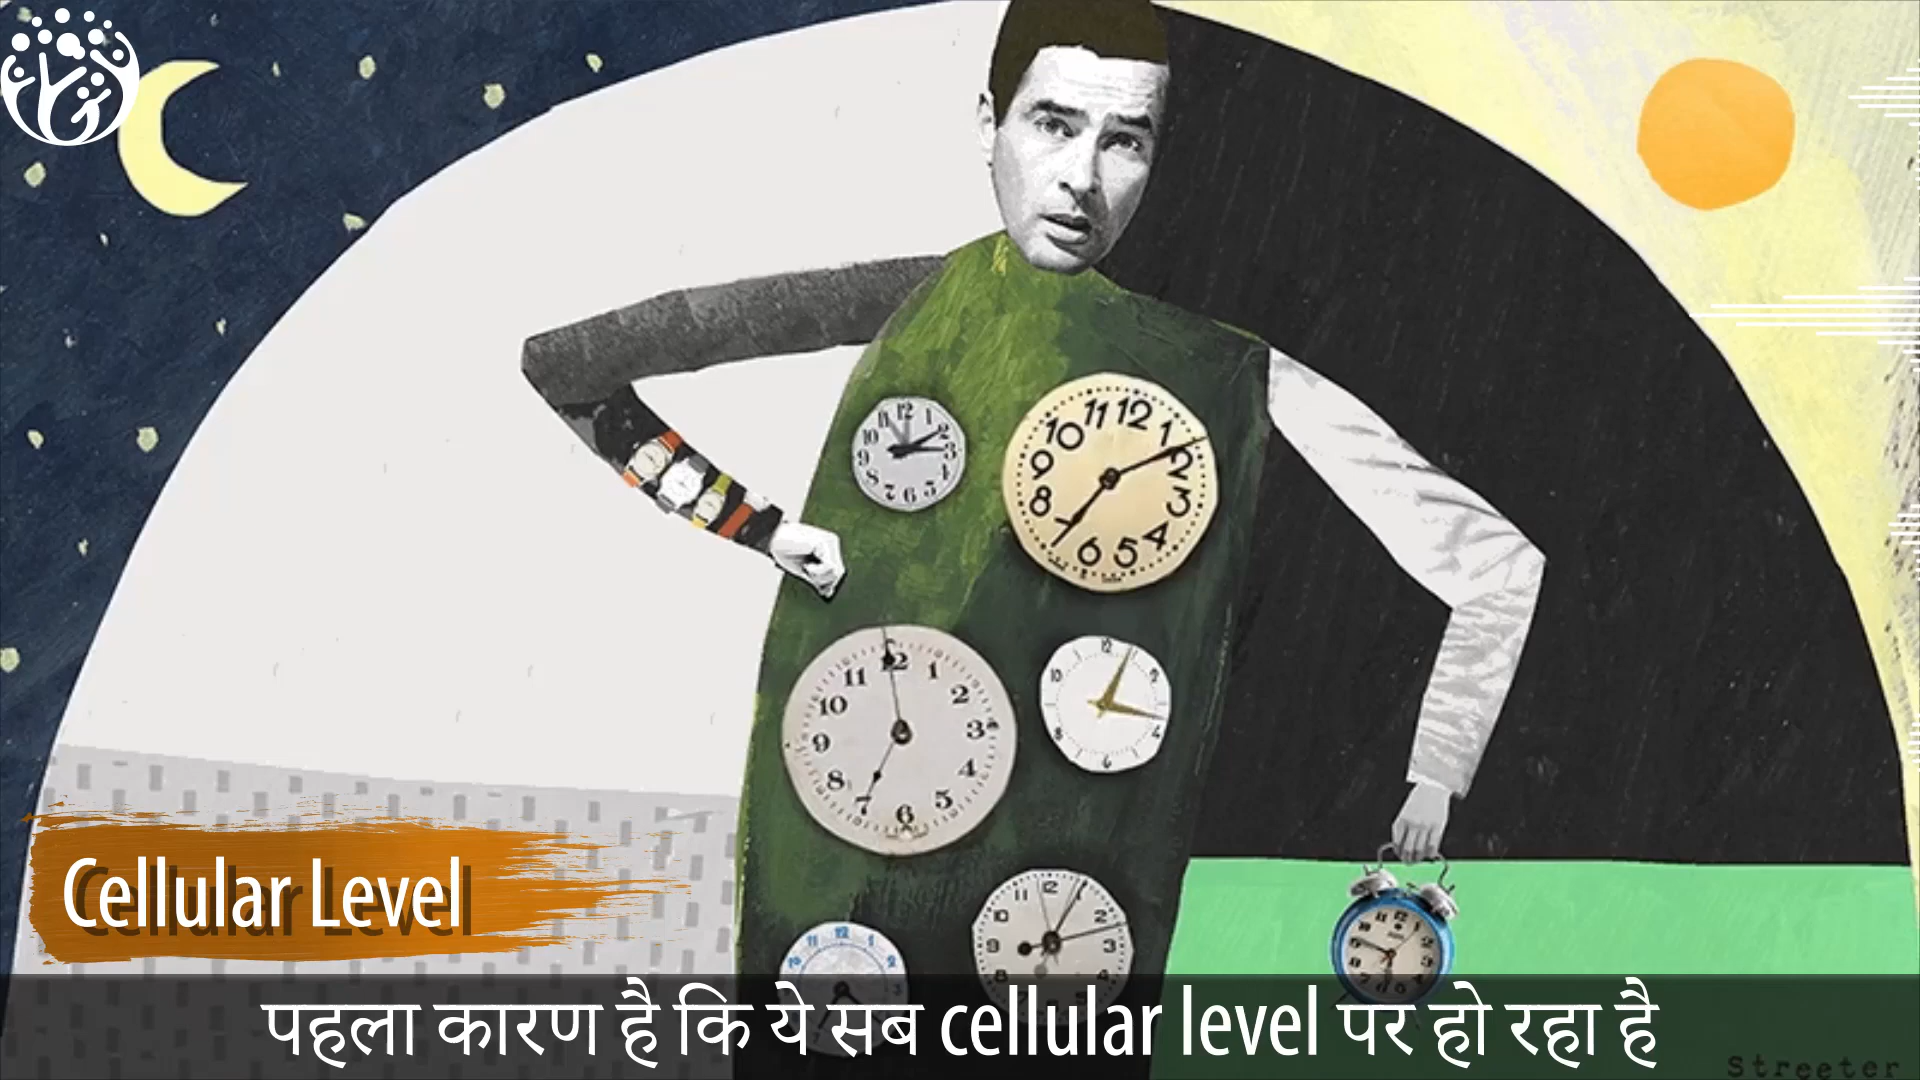 Cellular Level
पहला कारण है कि ये सब cellular level पर हो रहा है
Streeter